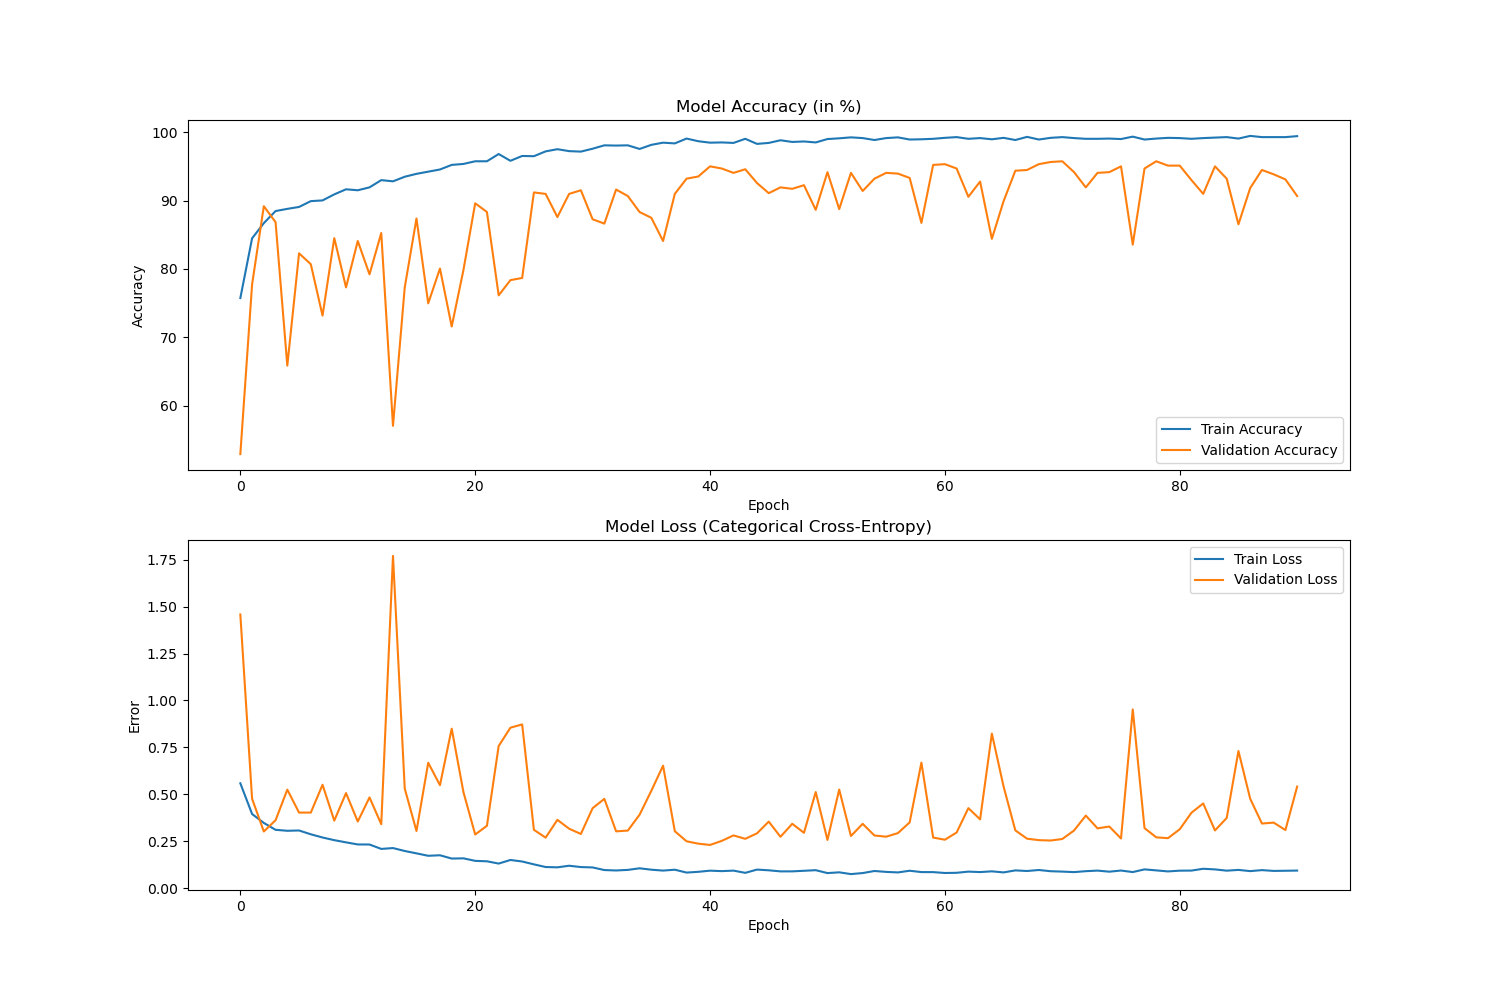 Model Accuracy (in %)
100
90
80
70
60
Accuracy
Train Accuracy
Validation Accuracy
0 20 40 60 80
Epoch
Model Loss (Categorical Cross-Entropy)
1.75
1.50
1.25
1.00
0.75
0.50
0.25
0.00
Error
Train Loss
Validation Loss
0 20 40 60 80
Epoch